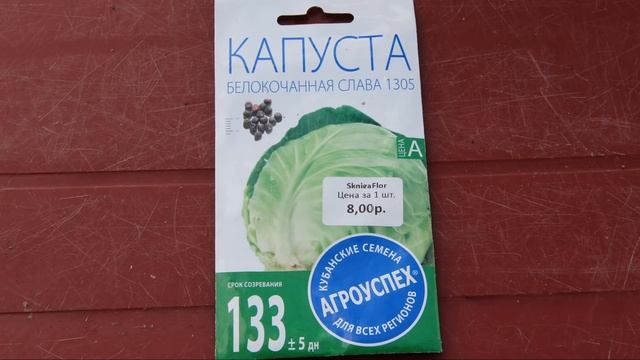 КАПУСТА
БЕЛОКОЧАННАЯ СЛАВА 1305
ЦЕНА А
SknigaFlor
Цена за 1 шт.
8,00р.
КУБАНСКИЕ СЕМЕНА
АГРОУСПЕХ®
ДЛЯ ВСЕХ РЕГИОНОВ
СРОК СОЗРЕВАНИЯ
133 ± 5 дн